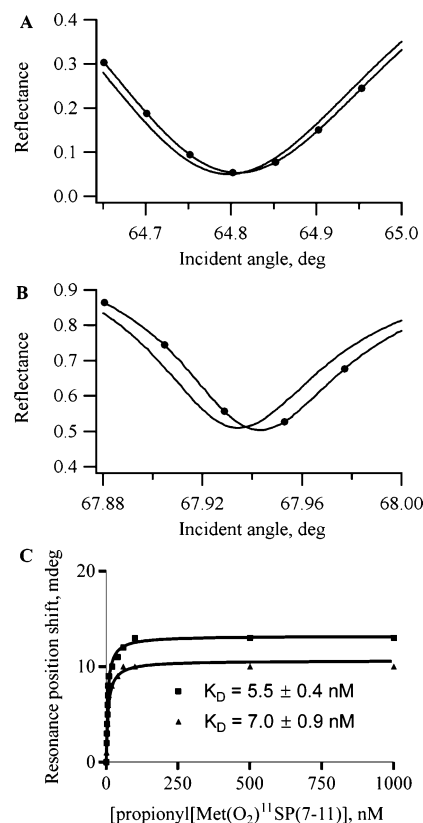 A
0.4
0.3
0.2
0.1
0.0
Reflectance
64.7 64.8 64.9 65.0
Incident angle, deg
B
0.9
0.8
0.7
0.6
0.5
0.4
Reflectance
67.88 67.92 67.96 68.00
Incident angle, deg
C
20
10
0
Resonance position shift, mdeg
K_D = 5.5 ± 0.4 nM
K_D = 7.0 ± 0.9 nM
0 250 500 750 1000
[propionyl[Met(O₂)¹¹SP(7-11)], nM